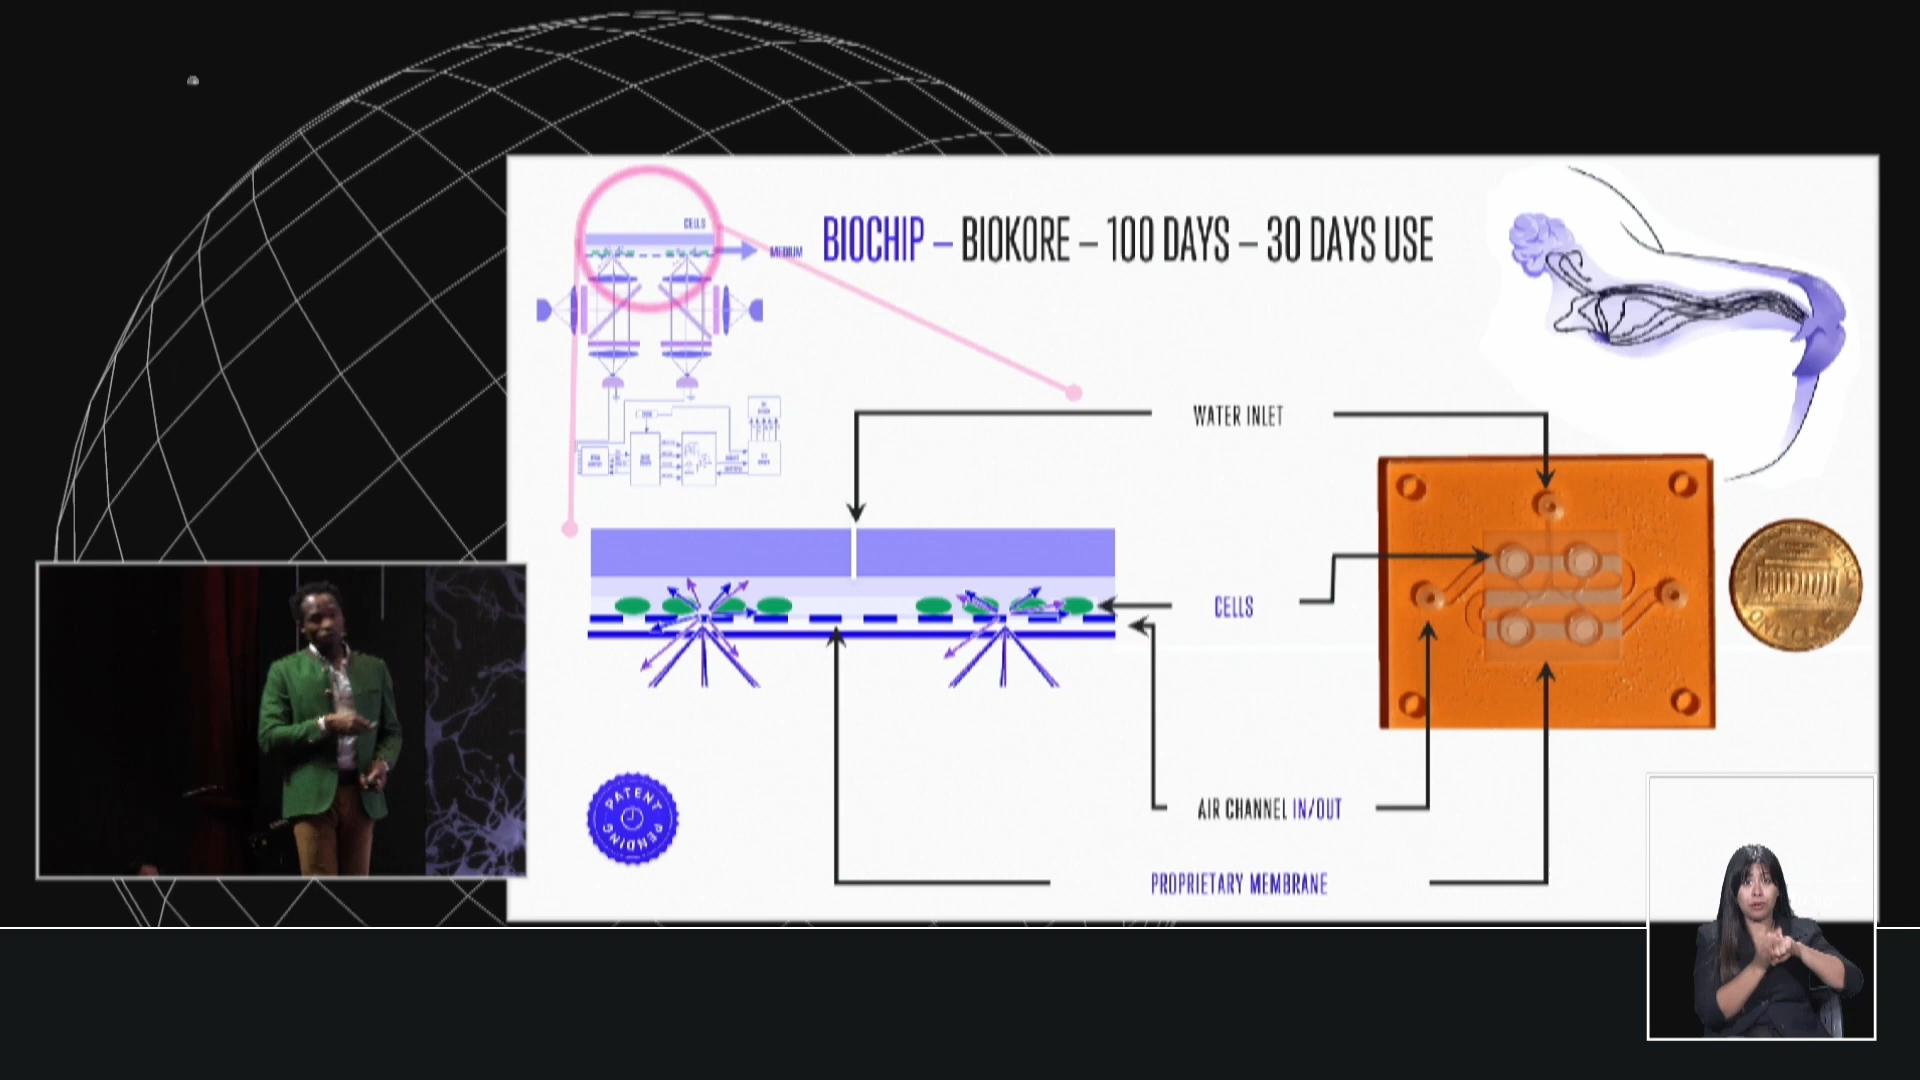 CELLS
MEDIUM
BIOCHIP – BIOKORE – 100 DAYS – 30 DAYS USE
WATER INLET
CELLS
PATENT
PENDING
AIR CHANNEL IN/OUT
PROPRIETARY MEMBRANE